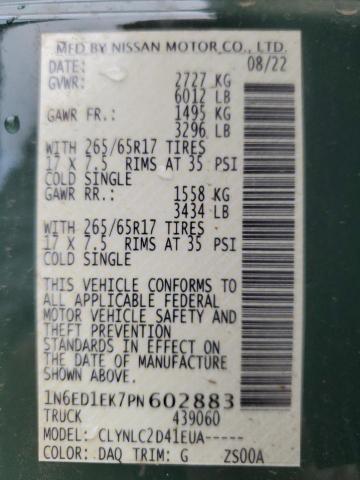 MFD BY NISSAN MOTOR CO., LTD.
DATE: 08/22
GVWR: 2727 KG
6012 LB
GAWR FR.: 1495 KG
3296 LB
WITH 265/65R17 TIRES
17 X 7.5 RIMS AT 35 PSI
COLD SINGLE
GAWR RR.: 1558 KG
3434 LB
WITH 265/65R17 TIRES
17 X 7.5 RIMS AT 35 PSI
COLD SINGLE
THIS VEHICLE CONFORMS TO
ALL APPLICABLE FEDERAL
MOTOR VEHICLE SAFETY AND
THEFT PREVENTION
STANDARDS IN EFFECT ON
THE DATE OF MANUFACTURE
SHOWN ABOVE.
1N6ED1EK7PN602883
TRUCK 439060
MODEL: CLYNLC2D41EUA-----
COLOR: DAQ TRIM: G ZS00A